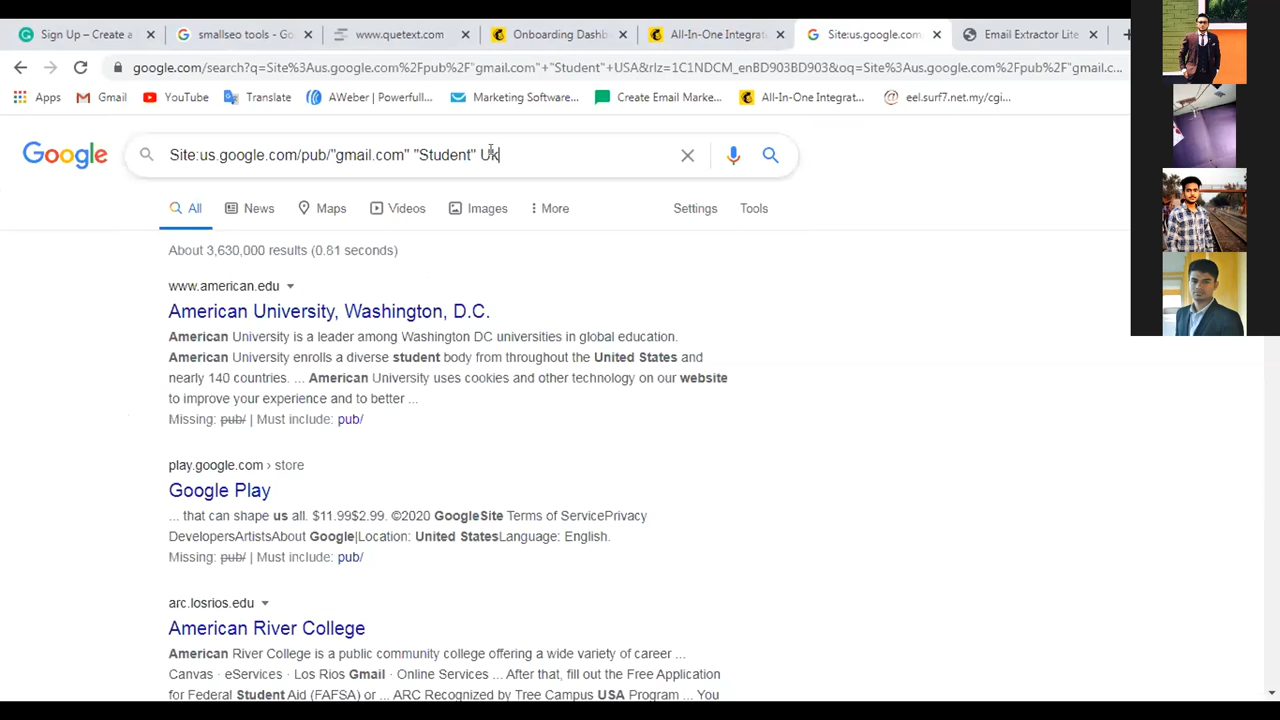 Sign Up – Create a
smallseo tools - Go
www.quetext.com
Onboarding Dashb
All-In-One Integrat
Site:us.google.com
Email Extractor Lite
google.com/search?q=Site%3Aus.google.com%2Fpub%2F"gmail.com"+"Student"+USA&rlz=1C1NDCM
BD903BD903&oq=Site%3Aus.google.com%2Fpub%2F"gmail.c...
Apps
Gmail
YouTube
Translate
AWeber | Powerfull...
Marketing Software...
Create Email Marke...
All-In-One Integrat...
eel.surf7.net.my/cgi...
Google
Site:us.google.com/pub/"gmail.com" "Student" Uk
All
News
Maps
Videos
Images
More
Settings
Tools
About 3,630,000 results (0.81 seconds)
www.american.edu
American University, Washington, D.C.
American University is a leader among Washington DC universities in global education.
American University enrolls a diverse student body from throughout the United States and
nearly 140 countries. ... American University uses cookies and other technology on our website
to improve your experience and to better ...
Missing: pub/ | Must include: pub/
play.google.com › store
Google Play
... that can shape us all. $11.99$2.99. ©2020 GoogleSite Terms of ServicePrivacy
DevelopersArtistsAbout Google|Location: United StatesLanguage: English.
Missing: pub/ | Must include: pub/
arc.losrios.edu
American River College
American River College is a public community college offering a wide variety of career ...
Canvas · eServices · Los Rios Gmail · Online Services ... After that, fill out the Free Application
for Federal Student Aid (FAFSA) or ... ARC Recognized by Tree Campus USA Program ... You